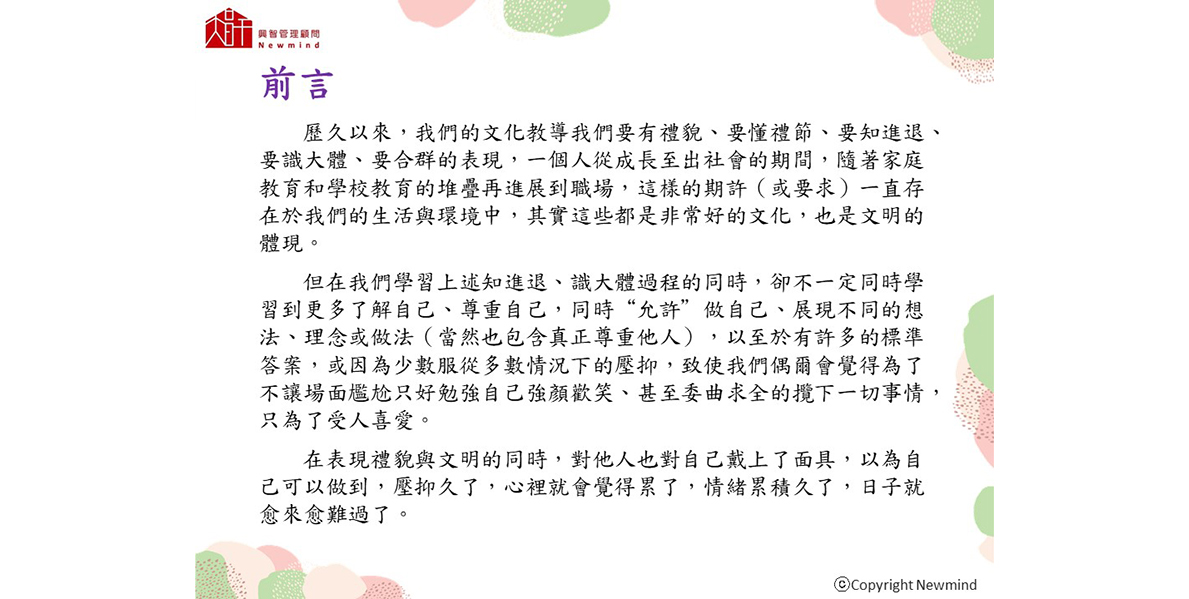 興智管理顧問
Newmind
前言
歷久以來，我們的文化教導我們要有禮貌、要懂禮節、要知進退、
要識大體、要合群的表現，一個人從成長至出社會的期間，隨著家庭
教育和學校教育的堆疊再進展到職場，這樣的期許（或要求）一直存
在於我們的生活與環境中，其實這些都是非常好的文化，也是文明的
體現。
但在我們學習上述知進退、識大體過程的同時，卻不一定同時學
習到更多了解自己、尊重自己，同時“允許”做自己、展現不同的想
法、理念或做法（當然也包含真正尊重他人），以至於有許多的標準
答案，或因為少數服從多數情況下的壓抑，致使我們偶爾會覺得為了
不讓場面尷尬只好勉強自己強顏歡笑、甚至委曲求全的攬下一切事情，
只為了受人喜愛。
在表現禮貌與文明的同時，對他人也對自己戴上了面具，以為自
己可以做到，壓抑久了，心裡就會覺得累了，情緒累積久了，日子就
愈來愈難過了。
ⓒCopyright Newmind